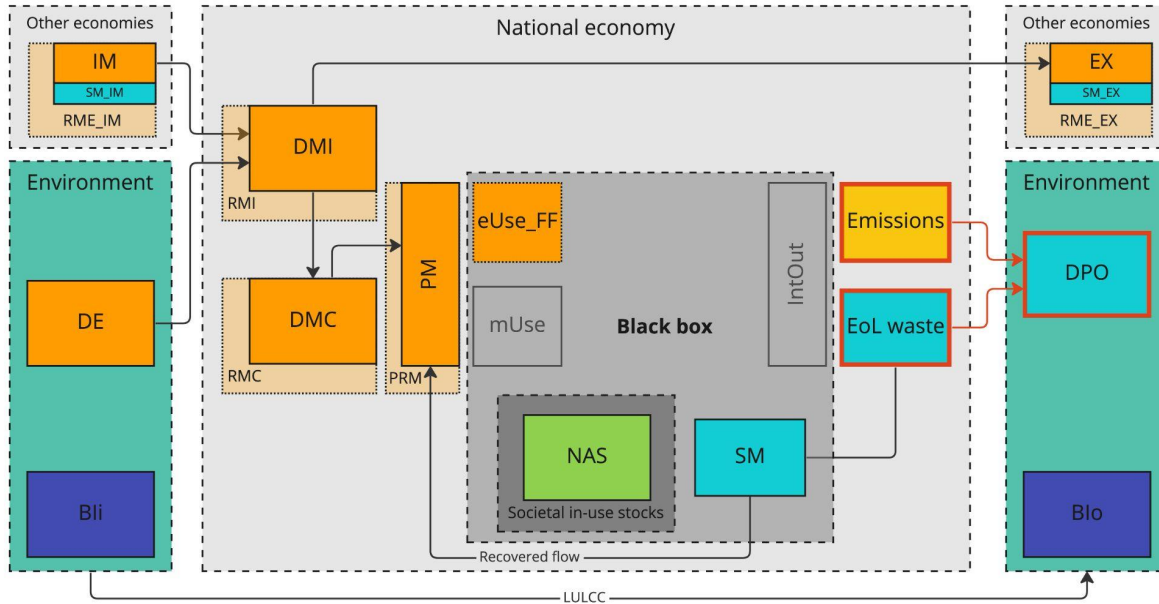 Other economies
IM
SM_IM
RME_IM
National economy
Other economies
EX
SM_EX
RME_EX
DMI
RMI
Environment
DE
BIi
DMC
RMC
PM
PRM
eUse_FF
mUse
Black box
IntOut
NAS
Societal in-use stocks
SM
Recovered flow
Emissions
EoL waste
Environment
DPO
BIo
LULCC